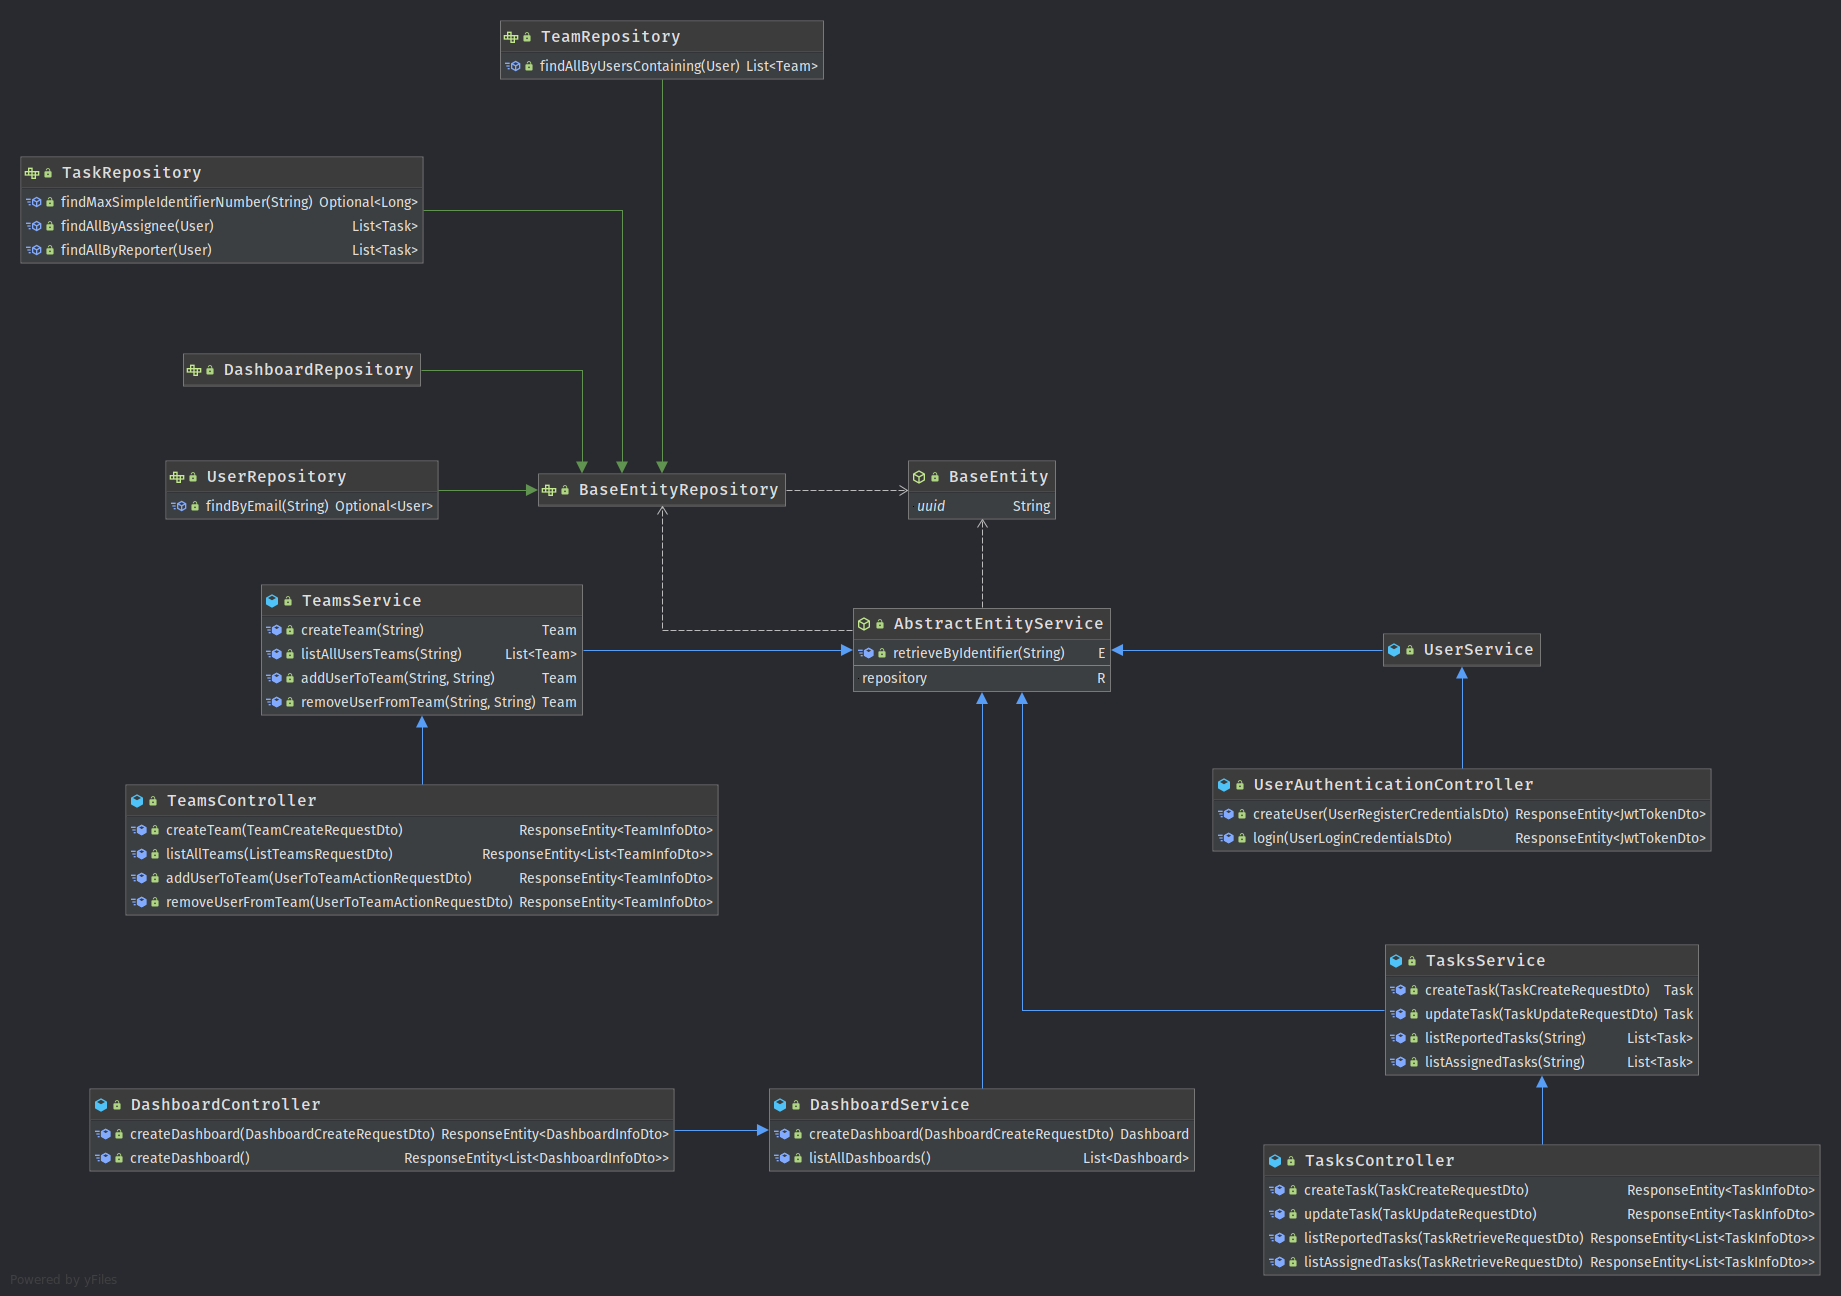 TeamRepository
findAllByUsersContaining(User) List<Team>
TaskRepository
findMaxSimpleIdentifierNumber(String) Optional<Long>
findAllByAssignee(User) List<Task>
findAllByReporter(User) List<Task>
DashboardRepository
UserRepository
findByEmail(String) Optional<User>
BaseEntityRepository
BaseEntity
uuid String
TeamsService
createTeam(String) Team
listAllUsersTeams(String) List<Team>
addUserToTeam(String, String) Team
removeUserFromTeam(String, String) Team
AbstractEntityService
retrieveByIdentifier(String) E
repository R
UserService
TeamsController
createTeam(TeamCreateRequestDto) ResponseEntity<TeamInfoDto>
listAllTeams(ListTeamsRequestDto) ResponseEntity<List<TeamInfoDto>>
addUserToTeam(UserToTeamActionRequestDto) ResponseEntity<TeamInfoDto>
removeUserFromTeam(UserToTeamActionRequestDto) ResponseEntity<TeamInfoDto>
UserAuthenticationController
createUser(UserRegisterCredentialsDto) ResponseEntity<JwtTokenDto>
login(UserLoginCredentialsDto) ResponseEntity<JwtTokenDto>
TasksService
createTask(TaskCreateRequestDto) Task
updateTask(TaskUpdateRequestDto) Task
listReportedTasks(String) List<Task>
listAssignedTasks(String) List<Task>
DashboardController
createDashboard(DashboardCreateRequestDto) ResponseEntity<DashboardInfoDto>
createDashboard() ResponseEntity<List<DashboardInfoDto>>
DashboardService
createDashboard(DashboardCreateRequestDto) Dashboard
listAllDashboards() List<Dashboard>
TasksController
createTask(TaskCreateRequestDto) ResponseEntity<TaskInfoDto>
updateTask(TaskUpdateRequestDto) ResponseEntity<TaskInfoDto>
listReportedTasks(TaskRetrieveRequestDto) ResponseEntity<List<TaskInfoDto>>
listAssignedTasks(TaskRetrieveRequestDto) ResponseEntity<List<TaskInfoDto>>
Powered by yFiles